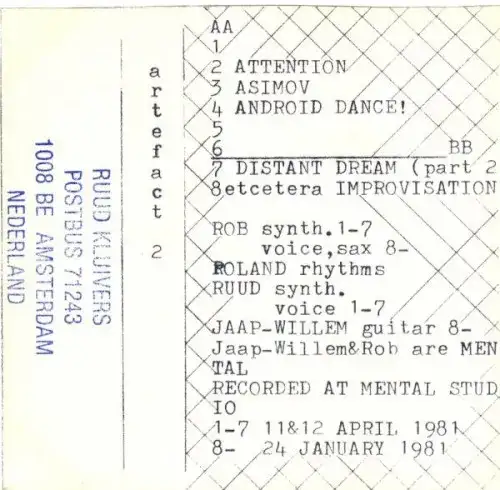 RUUD KLUIVERS
POSTBUS 71243
1008 BE AMSTERDAM
NEDERLAND
artefact 2
AA
1
2 ATTENTION
3 ASIMOV
4 ANDROID DANCE!
5
6
BB
7 DISTANT DREAM (part 2
8etcetera IMPROVISATION
ROB synth.1-7
voice,sax 8-
ROLAND rhythms
RUUD synth.
voice 1-7
JAAP-WILLEM guitar 8-
Jaap-Willem&Rob are MEN
TAL
RECORDED AT MENTAL STUD
IO
1-7 11&12 APRIL 1981
8- 24 JANUARY 1981